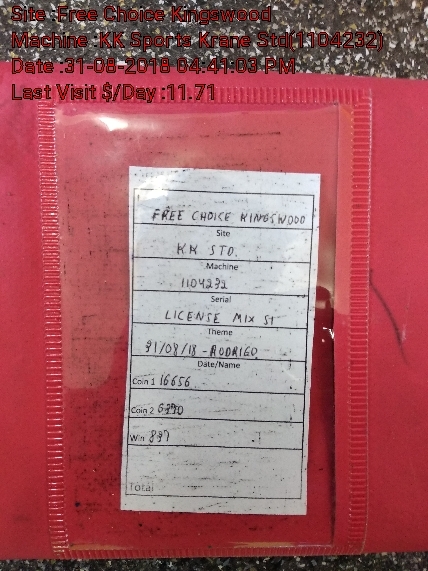 Site :Free Choice Kingswood
Machine :KK Sports Krane Std(1104232)
Date :31-08-2018 04:41:03 PM
Last Visit $/Day :11.71
FREE CHOICE KINGSWOOD
Site
KK STD.
Machine
1104232
Serial
LICENSE MIX $1
Theme
31/08/18 - RODRIGO
Date/Name
Coin 1 16656
Coin 2
Win 897
Total